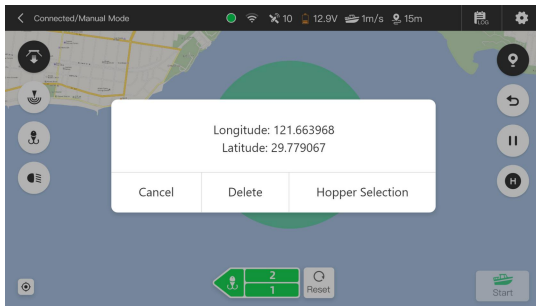 Connected/Manual Mode
10
12.9V
1m/s
15m
LOG
Longitude: 121.663968
Latitude: 29.779067
Cancel
Delete
Hopper Selection
H
2
1
Reset
Start